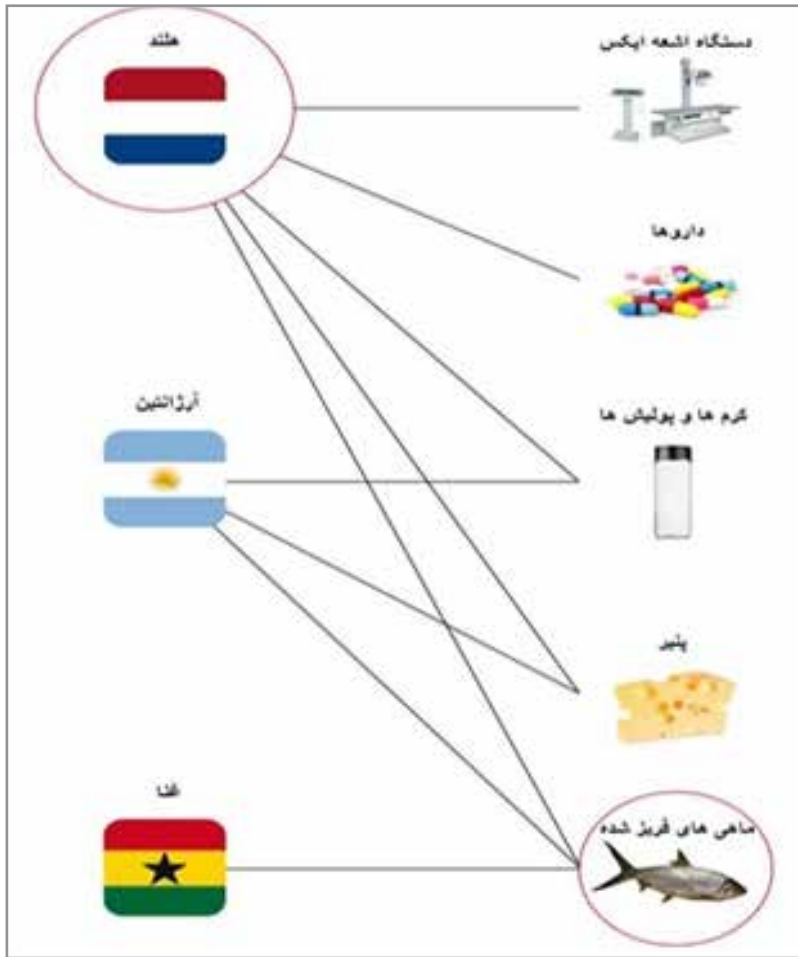 هلند
دستگاه اشعه ایکس
داروها
آرژانتین
کرم ها و پولیش ها
پنیر
غنا
ماهی های فریز شده